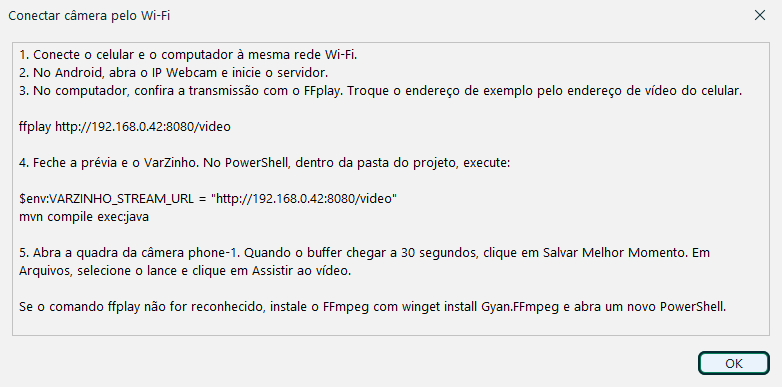 Conectar câmera pelo Wi-Fi
1. Conecte o celular e o computador à mesma rede Wi-Fi.
2. No Android, abra o IP Webcam e inicie o servidor.
3. No computador, confira a transmissão com o FFplay. Troque o endereço de exemplo pelo endereço de vídeo do celular.
ffplay http://192.168.0.42:8080/video
4. Feche a prévia e o VarZinho. No PowerShell, dentro da pasta do projeto, execute:
$env:VARZINHO_STREAM_URL = "http://192.168.0.42:8080/video"
mvn compile exec:java
5. Abra a quadra da câmera phone-1. Quando o buffer chegar a 30 segundos, clique em Salvar Melhor Momento. Em
Arquivos, selecione o lance e clique em Assistir ao vídeo.
Se o comando ffplay não for reconhecido, instale o FFmpeg com winget install Gyan.FFmpeg e abra um novo PowerShell.
OK